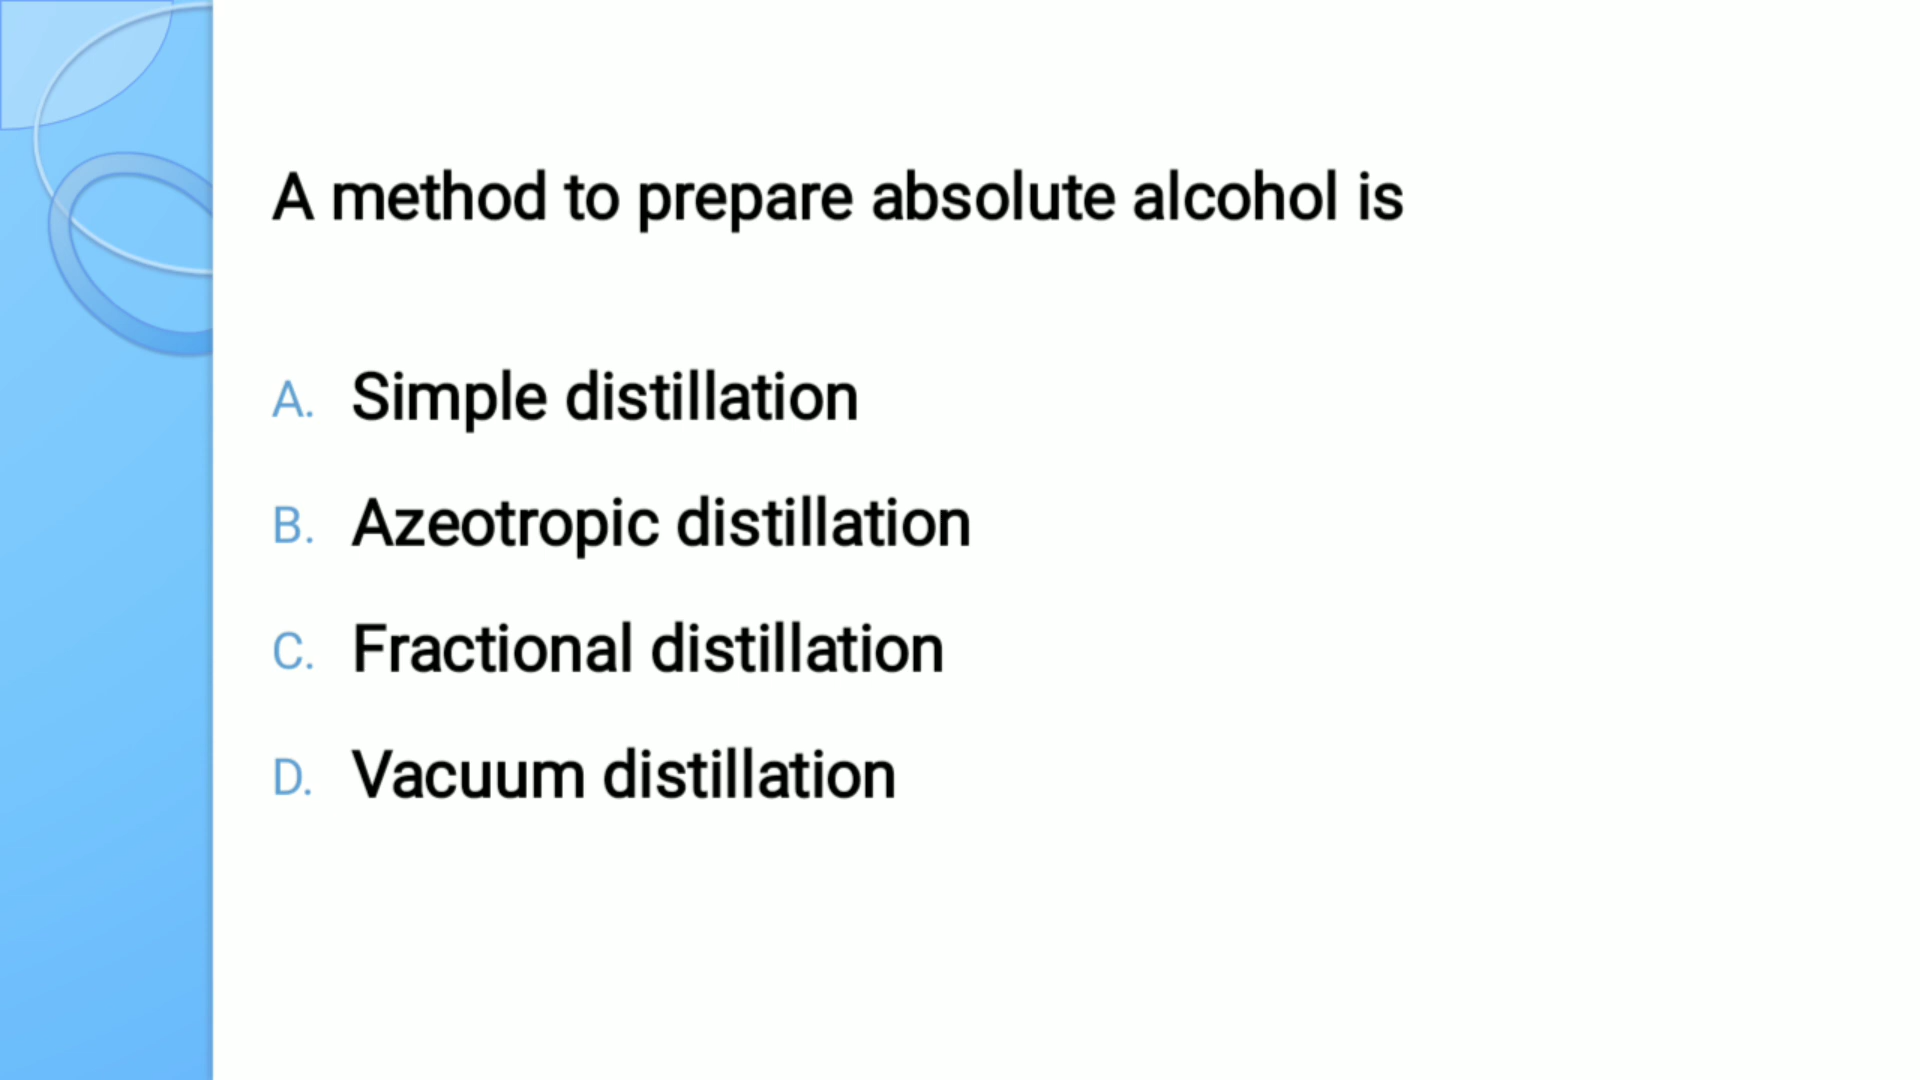 A method to prepare absolute alcohol is
A. Simple distillation
B. Azeotropic distillation
C. Fractional distillation
D. Vacuum distillation